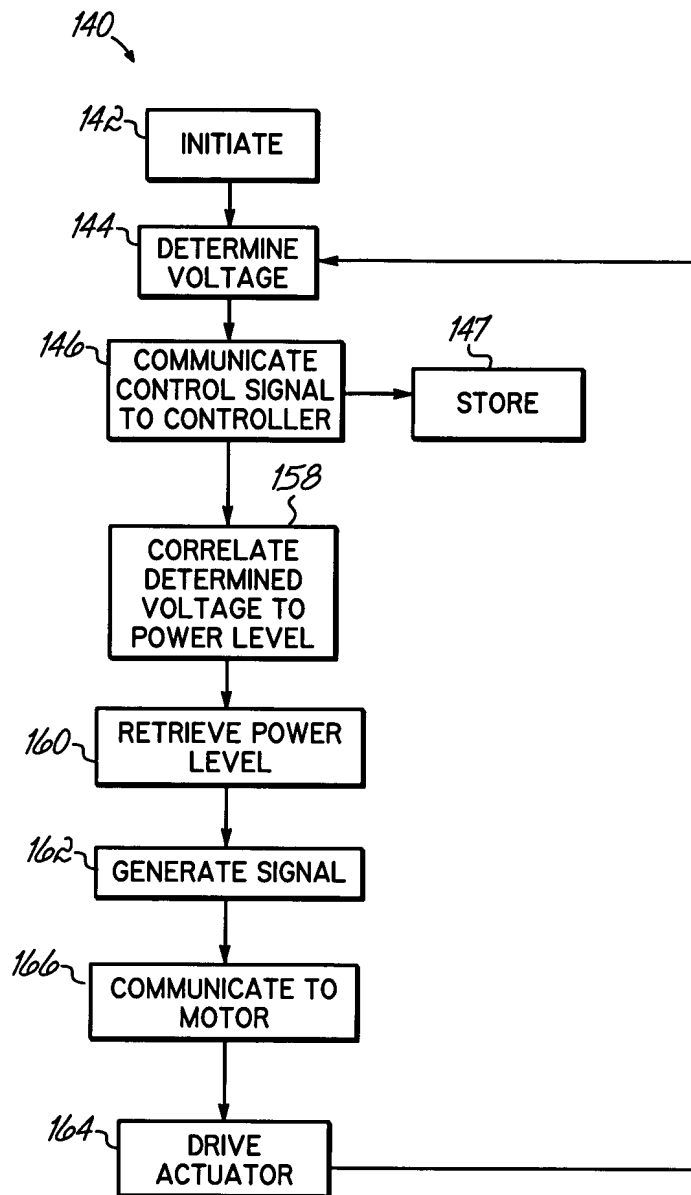 140
142
INITIATE
144
DETERMINE
VOLTAGE
146
COMMUNICATE
CONTROL SIGNAL
TO CONTROLLER
147
STORE
158
CORRELATE
DETERMINED
VOLTAGE TO
POWER LEVEL
160
RETRIEVE POWER
LEVEL
162
GENERATE SIGNAL
166
COMMUNICATE TO
MOTOR
164
DRIVE
ACTUATOR